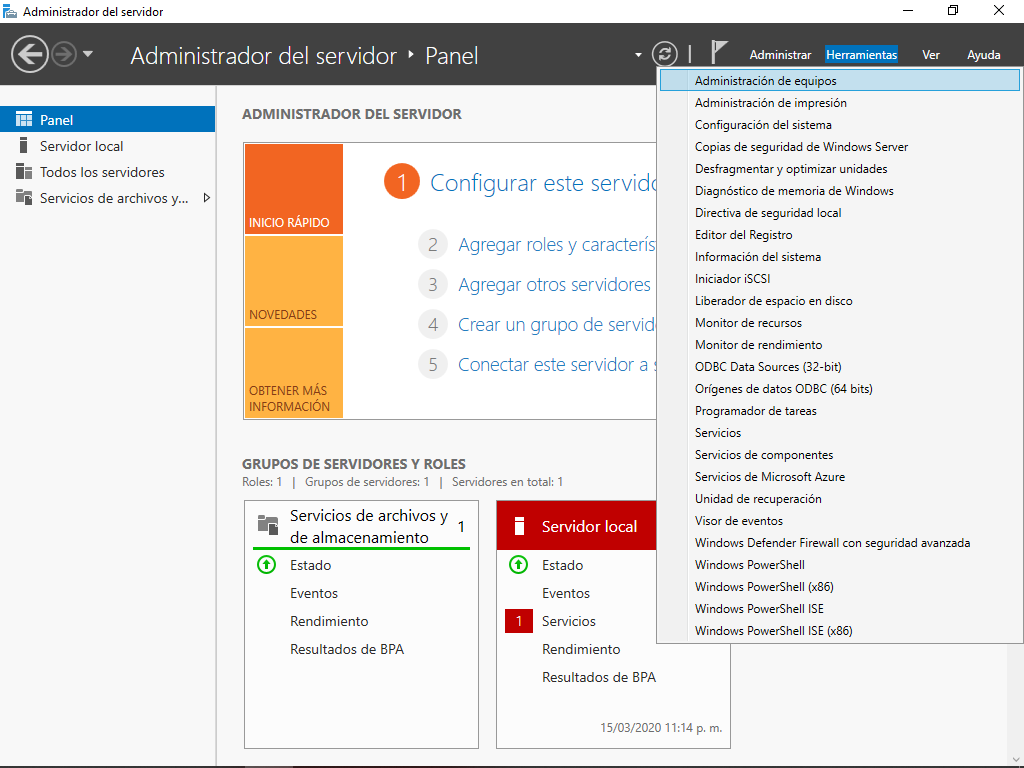 Administrador del servidor
Administrador del servidor ‣ Panel
Administrar Herramientas Ver Ayuda
Panel
Servidor local
Todos los servidores
Servicios de archivos y...
ADMINISTRADOR DEL SERVIDOR
INICIO RÁPIDO
NOVEDADES
OBTENER MÁS
INFORMACIÓN
1 Configurar este
2 Agregar roles y
3 Agregar otros servidores
4 Crear un grupo de
5 Conectar este servidor a
GRUPOS DE SERVIDORES Y ROLES
Roles: 1 | Grupos de servidores: 1 | Servidores en total: 1
Servicios de archivos y
de almacenamiento
1
Estado
Eventos
Rendimiento
Resultados de BPA
Servidor local
Estado
Eventos
1 Servicios
Rendimiento
Resultados de BPA
15/03/2020 11:14 p. m.
Administración de equipos
Administración de impresión
Configuración del sistema
Copias de seguridad de Windows Server
Desfragmentar y optimizar unidades
Diagnóstico de memoria de Windows
Directiva de seguridad local
Editor del Registro
Información del sistema
Iniciador iSCSI
Liberador de espacio en disco
Monitor de recursos
Monitor de rendimiento
ODBC Data Sources (32-bit)
Orígenes de datos ODBC (64 bits)
Programador de tareas
Servicios
Servicios de componentes
Servicios de Microsoft Azure
Unidad de recuperación
Visor de eventos
Windows Defender Firewall con seguridad avanzada
Windows PowerShell
Windows PowerShell (x86)
Windows PowerShell ISE
Windows PowerShell ISE (x86)